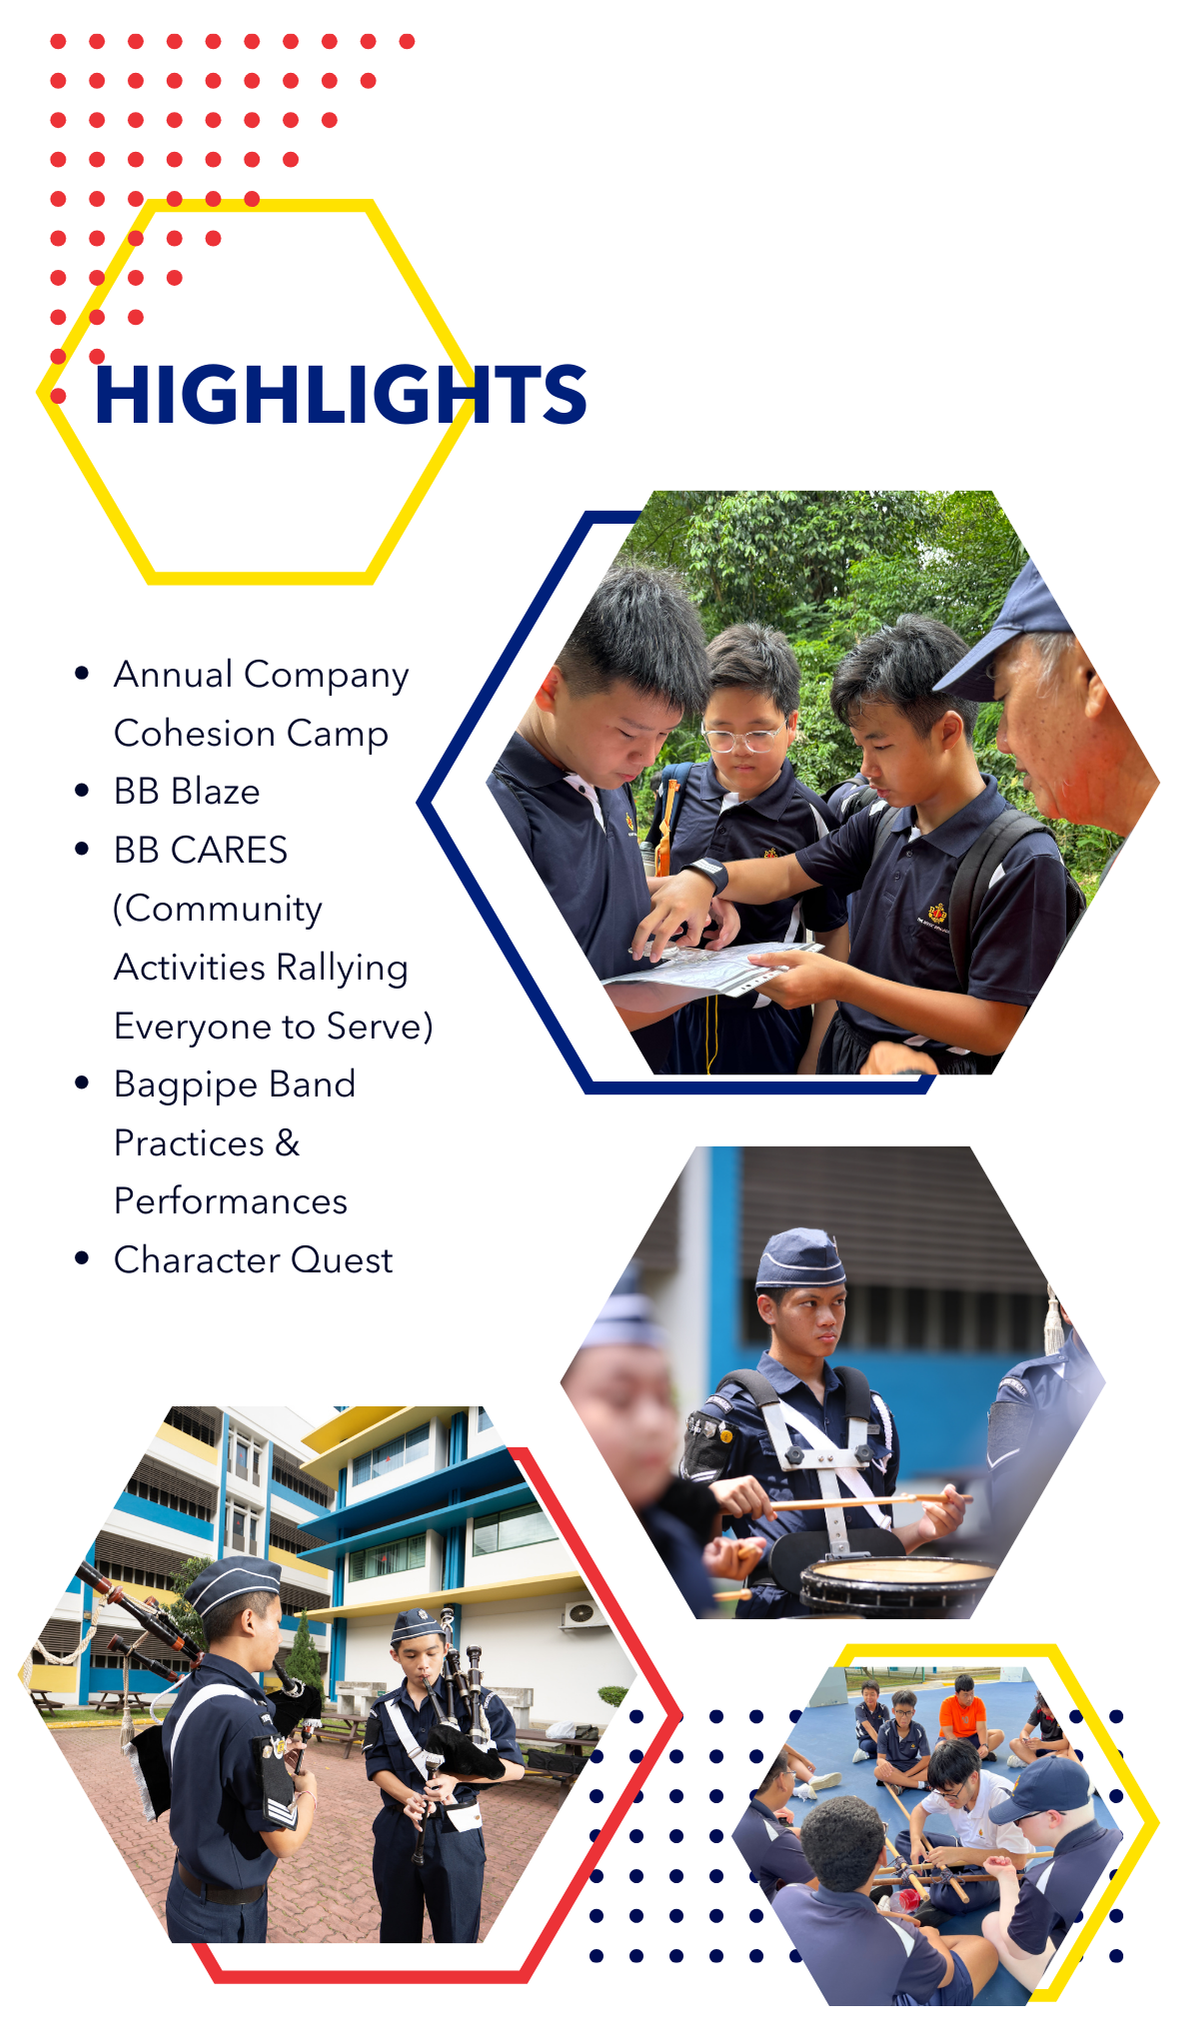 HIGHLIGHTS
• Annual Company
Cohesion Camp
• BB Blaze
• BB CARES
(Community
Activities Rallying
Everyone to Serve)
• Bagpipe Band
Practices &
Performances
• Character Quest